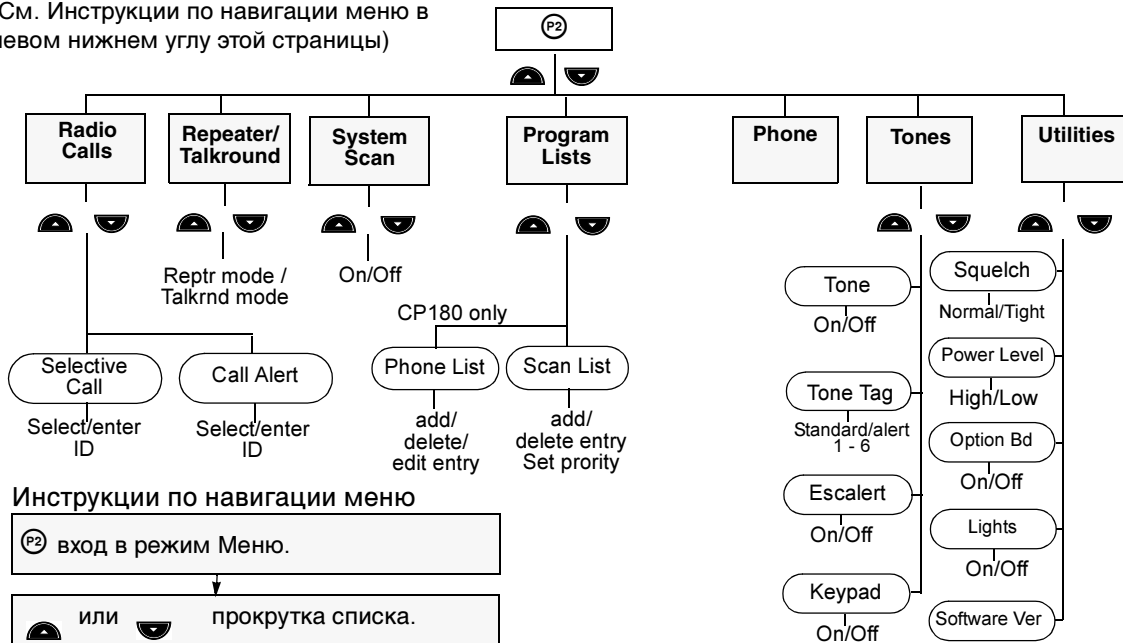 См. Инструкции по навигации меню в
левом нижнем углу этой страницы)
P2
Radio
Calls
Repeater/
Talkround
System
Scan
Program
Lists
Phone
Tones
Utilities
Reptr mode /
Talkrnd mode
On/Off
CP180 only
Selective
Call
Select/enter
ID
Call Alert
Select/enter
ID
Phone List
add/
delete/
edit entry
Scan List
add/
delete entry
Set prority
Tone
On/Off
Tone Tag
Standard/alert
1 - 6
Escalert
On/Off
Keypad
On/Off
Squelch
Normal/Tight
Power Level
High/Low
Option Bd
On/Off
Lights
On/Off
Software Ver
Инструкции по навигации меню
P2 вход в режим Меню.
или прокрутка списка.